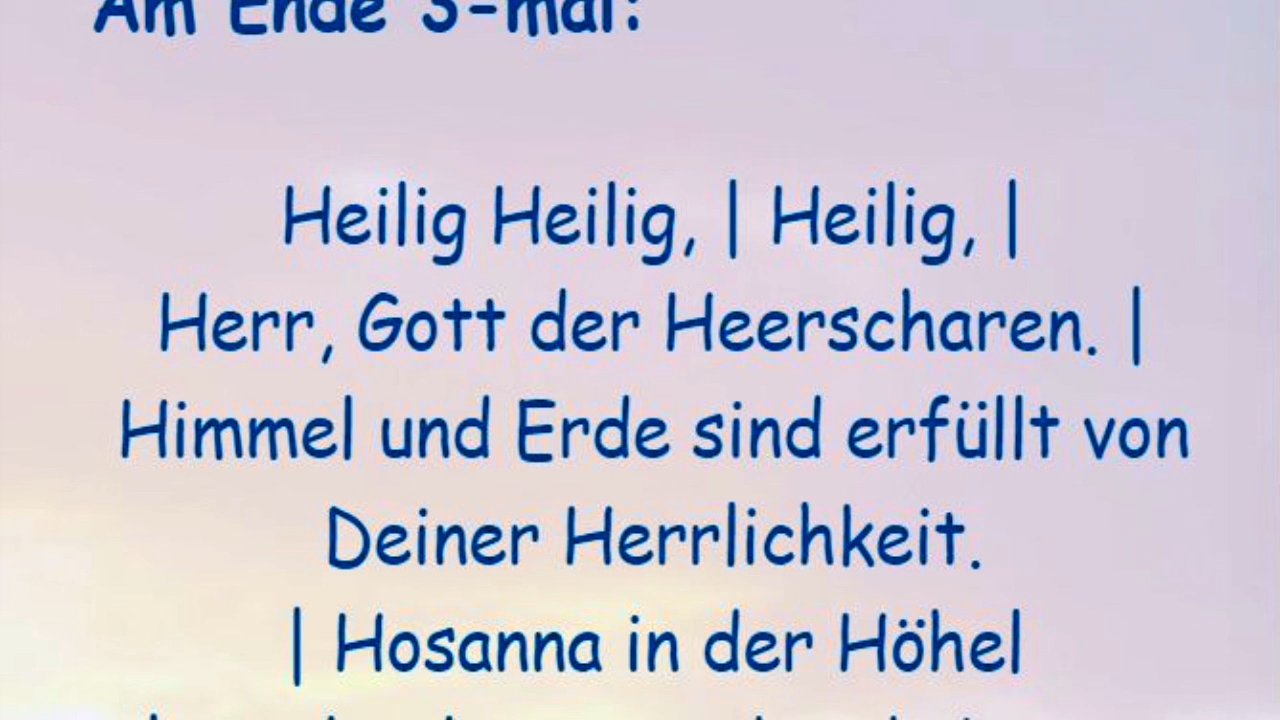 Am Ende 3-mal:
Heilig Heilig, | Heilig, |
Herr, Gott der Heerscharen. |
Himmel und Erde sind erfüllt von
Deiner Herrlichkeit.
| Hosanna in der Höhe|